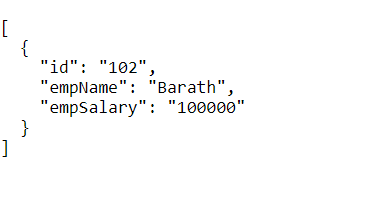 [
  {
    "id": "102",
    "empName": "Barath",
    "empSalary": "100000"
  }
]